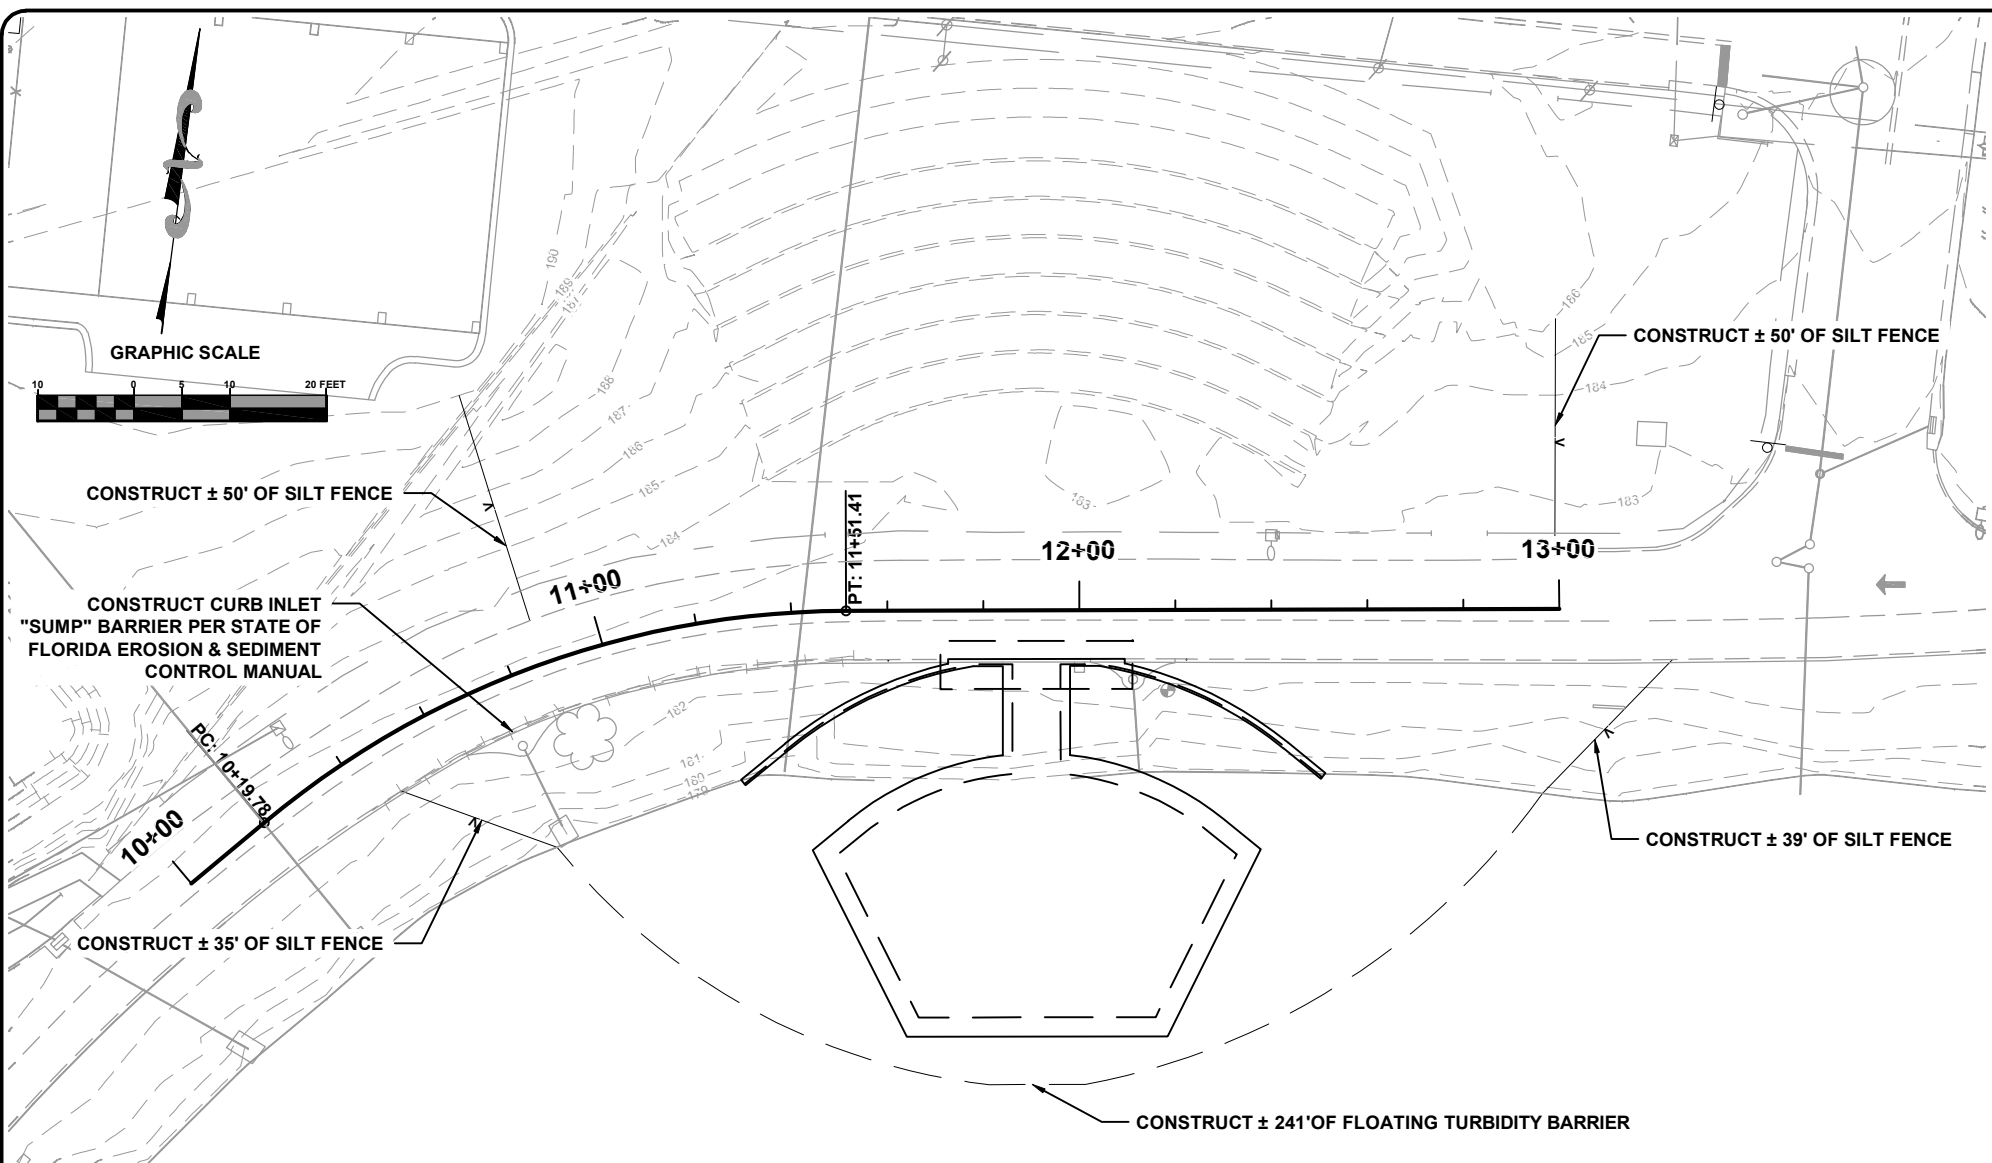 GRAPHIC SCALE
10 0 5 10 20 FEET
190
189
187
188
187
186
185
184
186
185
184
183
183
CONSTRUCT ± 50' OF SILT FENCE
CONSTRUCT ± 50' OF SILT FENCE
PT: 11+51.41
12+00
13+00
11+00
CONSTRUCT CURB INLET
"SUMP" BARRIER PER STATE OF
FLORIDA EROSION & SEDIMENT
CONTROL MANUAL
PC: 10+19.78
10+00
182
181
180
179
CONSTRUCT ± 39' OF SILT FENCE
CONSTRUCT ± 35' OF SILT FENCE
CONSTRUCT ± 241'OF FLOATING TURBIDITY BARRIER